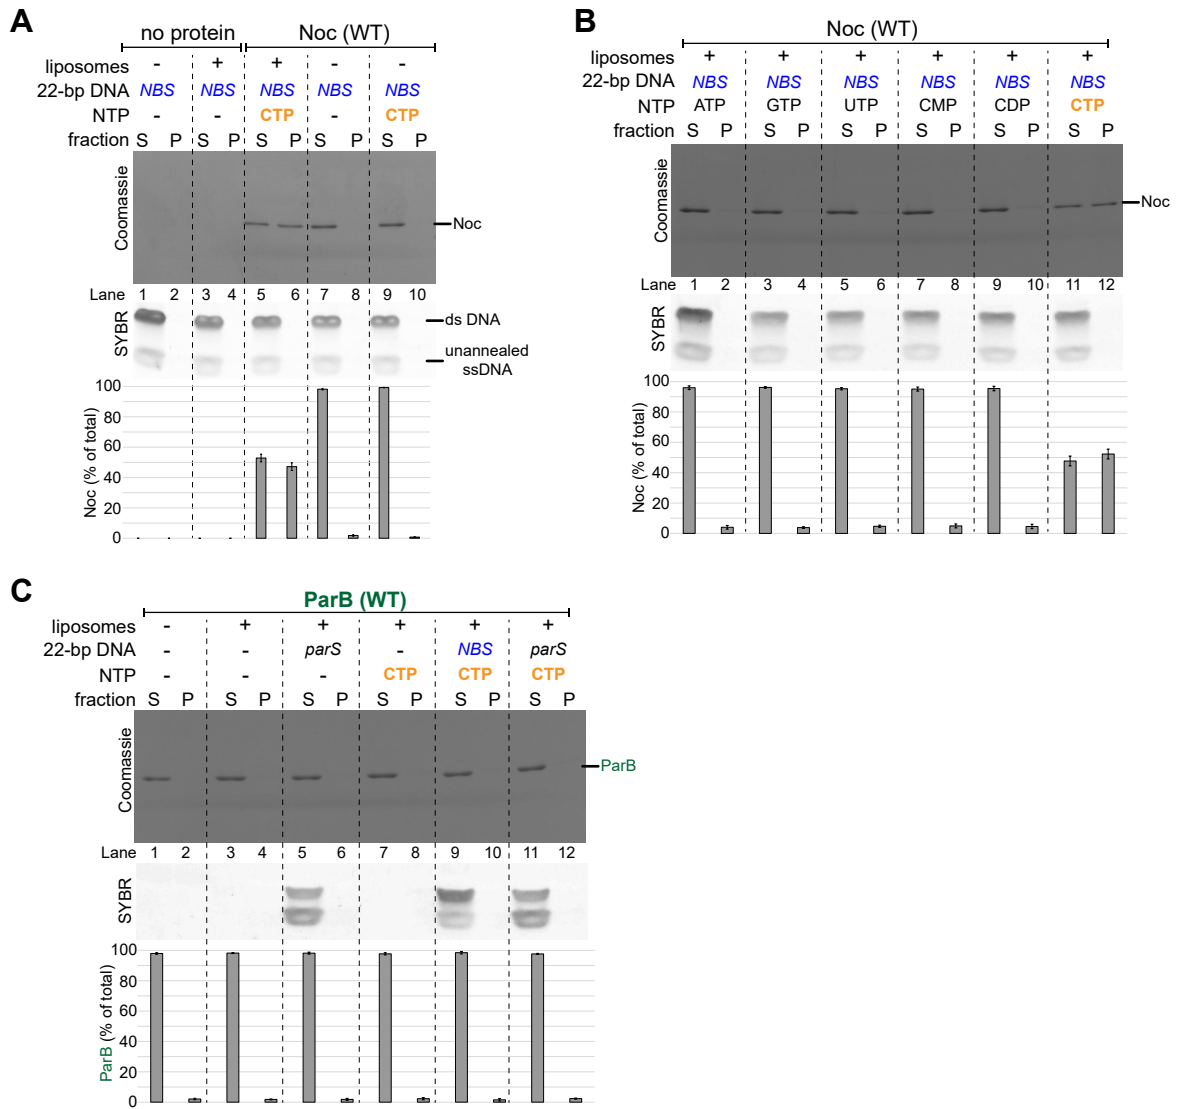 A
no protein Noc (WT)
liposomes - + + - -
22-bp DNA NBS NBS NBS NBS NBS
NTP - - CTP - CTP
fraction S P S P S P S P S P
Coomassie
Noc
Lane 1 2 3 4 5 6 7 8 9 10
SYBR
ds DNA
unannealed
ssDNA
Noc (% of total)
100
80
60
40
20
0
B
Noc (WT)
liposomes + + + + + +
22-bp DNA NBS NBS NBS NBS NBS NBS
NTP ATP GTP UTP CMP CDP CTP
fraction S P S P S P S P S P S P
Coomassie
Noc
Lane 1 2 3 4 5 6 7 8 9 10 11 12
SYBR
Noc (% of total)
100
80
60
40
20
0
C
ParB (WT)
liposomes - + + + + +
22-bp DNA - - parS - NBS parS
NTP - - - CTP CTP CTP
fraction S P S P S P S P S P S P
Coomassie
ParB
Lane 1 2 3 4 5 6 7 8 9 10 11 12
SYBR
ParB (% of total)
100
80
60
40
20
0